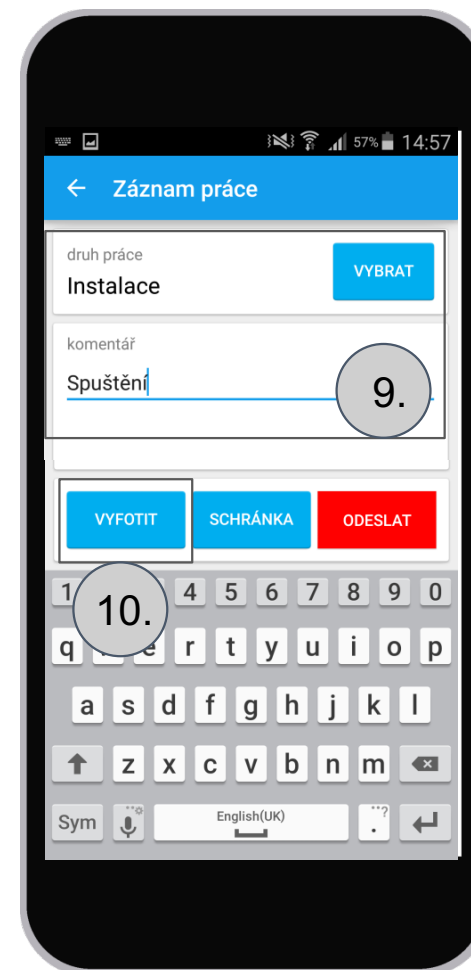 57% 14:57
Záznam práce
druh práce
Instalace
VYBRAT
komentář
Spuštění
9.
VYFOTIT SCHRÁNKA ODESLAT
1 4 5 6 7 8 9 0
10.
q e r t y u i o p
a s d f g h j k l
z x c v b n m
Sym English(UK) . ?